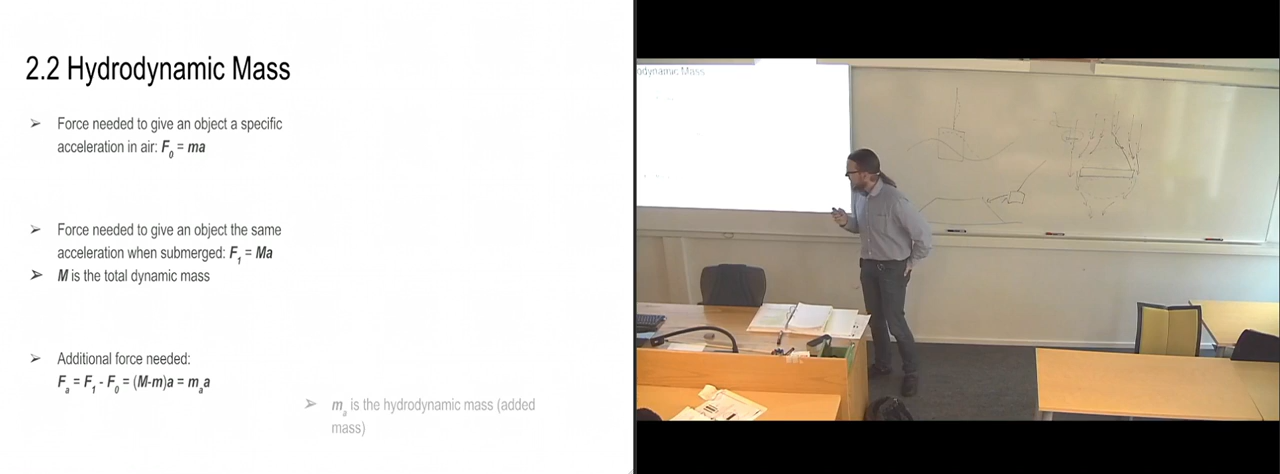 2.2 Hydrodynamic Mass
➢ Force needed to give an object a specific
acceleration in air: F₀ = ma
➢ Force needed to give an object the same
acceleration when submerged: F₁ = Ma
➢ M is the total dynamic mass
➢ Additional force needed:
Fₐ = F₁ - F₀ = (M-m)a = mₐa
➢ mₐ is the hydrodynamic mass (added
mass)
odynamic Mass